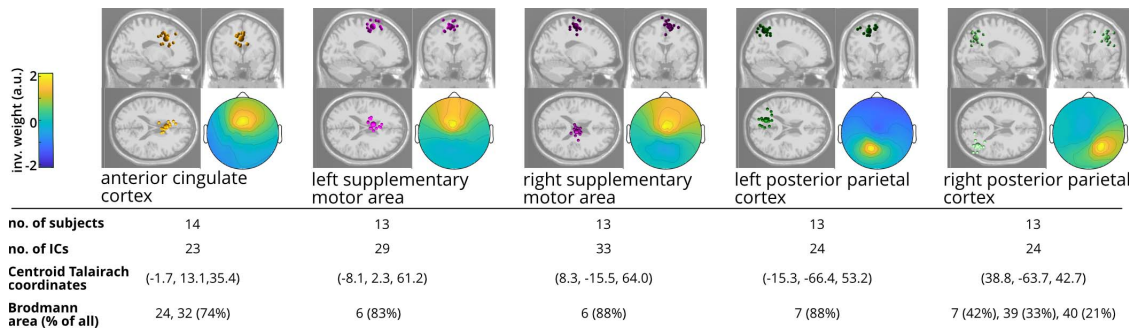 inv. weight (a.u.)
2
0
-2
anterior cingulate
cortex
left supplementary
motor area
right supplementary
motor area
left posterior parietal
cortex
right posterior parietal
cortex
no. of subjects 14 13 13 13 13
no. of ICs 23 29 33 24 24
Centroid Talairach
coordinates (-1.7, 13.1,35.4) (-8.1, 2.3, 61.2) (8.3, -15.5, 64.0) (-15.3, -66.4, 53.2) (38.8, -63.7, 42.7)
Brodmann
area (% of all) 24, 32 (74%) 6 (83%) 6 (88%) 7 (88%) 7 (42%), 39 (33%), 40 (21%)